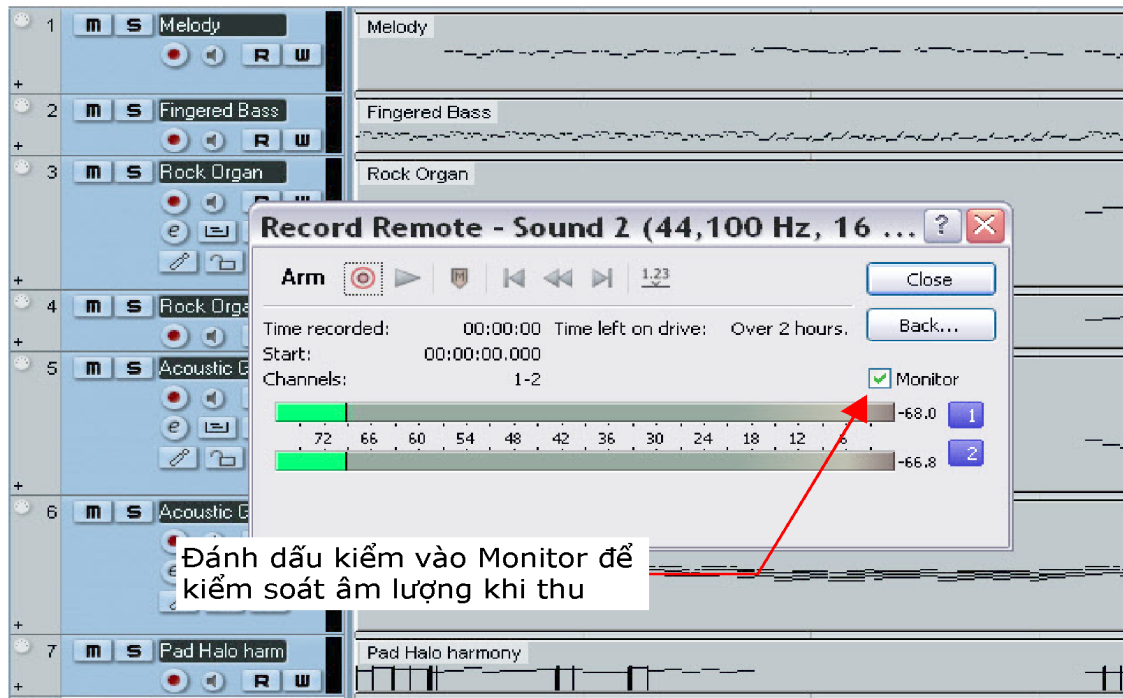 1 m S Melody
R W
+
Melody
2 m S Fingered Bass
R W
+
Fingered Bass
3 m S Rock Organ
e
+
Rock Organ
Record Remote - Sound 2 (44,100 Hz, 16 ... ?
Arm M 1.23 Close
Time recorded: 00:00:00 Time left on drive: Over 2 hours. Back...
Start: 00:00:00.000
Channels: 1-2 Monitor
-68.0 1
72 66 60 54 48 42 36 30 24 18 12 6
-66.8 2
4 m S Rock Orga
+
5 m S Acoustic G
e
+
6 m S Acoustic G
Đánh dấu kiểm vào Monitor để
kiểm soát âm lượng khi thu
+
7 m S Pad Halo harm
R W
+
Pad Halo harmony